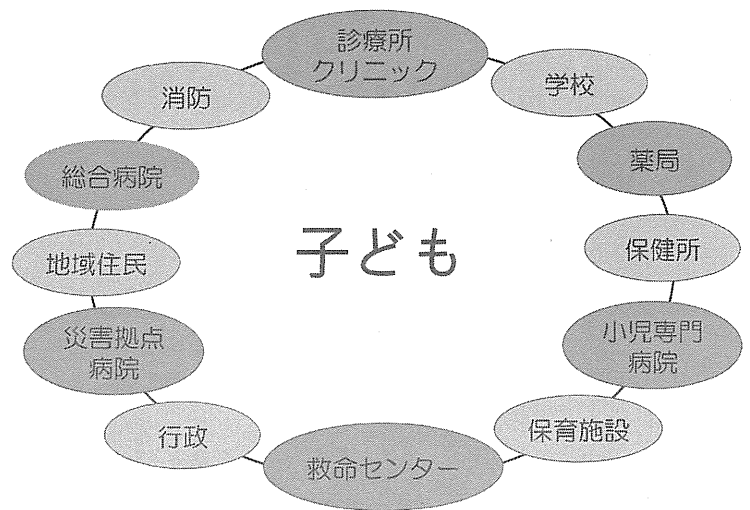 診療所
クリニック
消防
学校
総合病院
薬局
子ども
地域住民
保健所
災害拠点
病院
小児専門
病院
行政
保育施設
救命センター